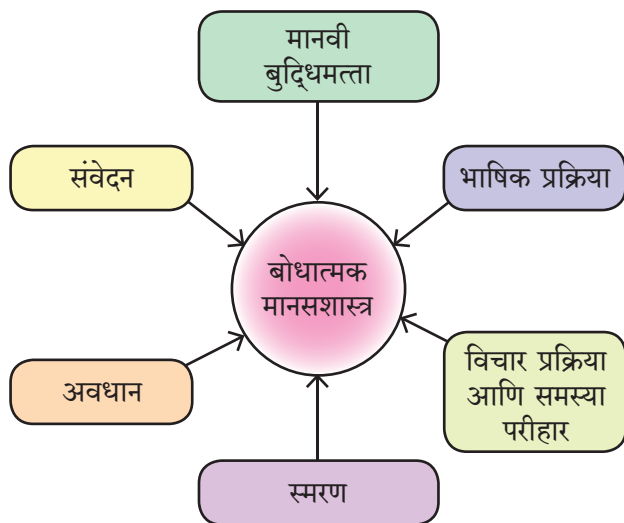 मानवी
बुद्धिमत्ता
संवेदन
भाषिक प्रक्रिया
बोधात्मक
मानसशास्त्र
अवधान
विचार प्रक्रिया
आणि समस्या
परीहार
स्मरण